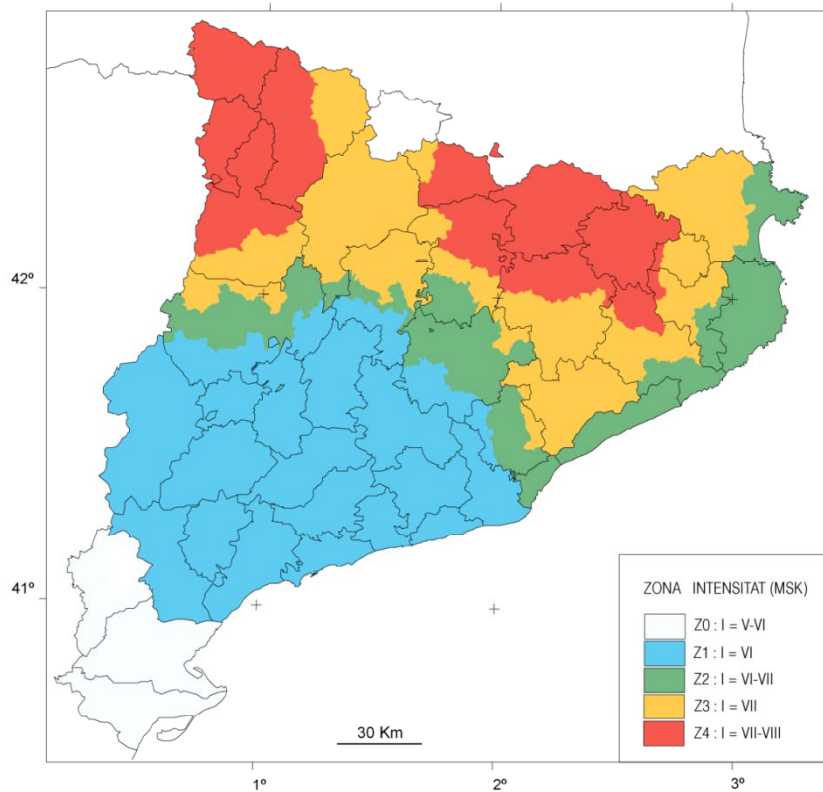 42º
41º
ZONA INTENSITAT (MSK)
Z0 : I = V-VI
Z1 : I = VI
Z2 : I = VI-VII
Z3 : I = VII
Z4 : I = VII-VIII
30 Km
1º 2º 3º